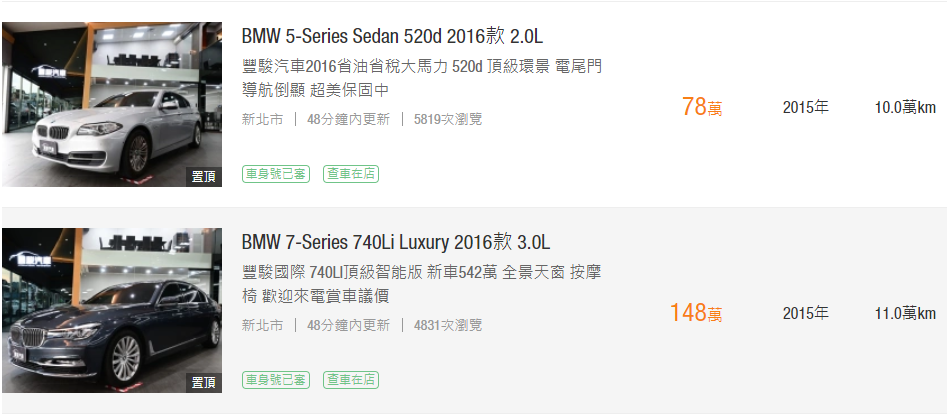 BMW 5-Series Sedan 520d 2016款 2.0L
豐駿汽車2016省油省稅大馬力 520d 頂級環景 電尾門
導航倒顯 超美保固中
78萬
2015年
10.0萬km
新北市 | 48分鐘內更新 | 5819次瀏覽
置頂
車身號已審 查車在店
BMW 7-Series 740Li Luxury 2016款 3.0L
豐駿國際 740LI頂級智能版 新車542萬 全景天窗 按摩
椅 歡迎來電賞車議價
148萬
2015年
11.0萬km
新北市 | 48分鐘內更新 | 4831次瀏覽
置頂
車身號已審 查車在店